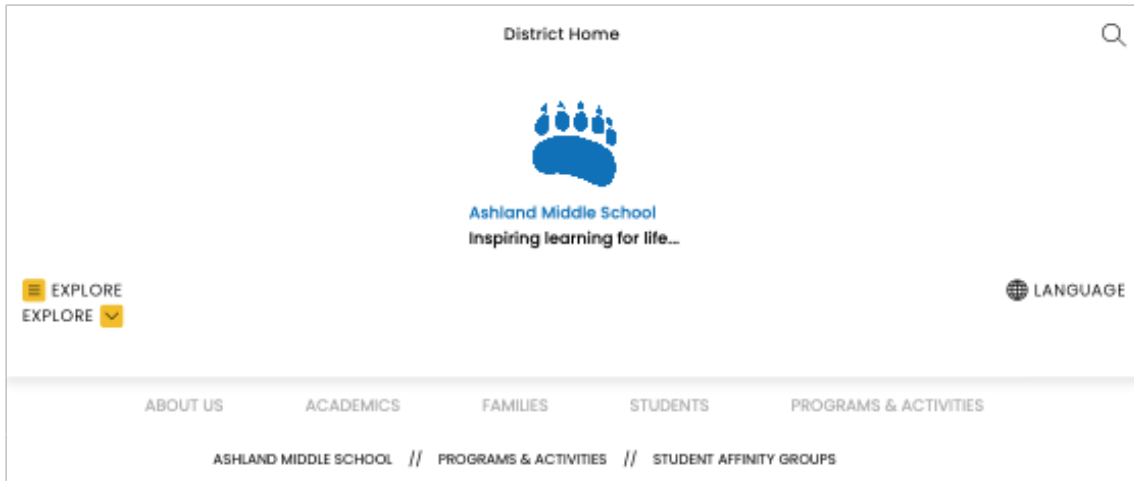 District Home
Ashland Middle School
Inspiring learning for life...
EXPLORE
LANGUAGE
EXPLORE
ABOUT US ACADEMICS FAMILIES STUDENTS PROGRAMS & ACTIVITIES
ASHLAND MIDDLE SCHOOL // PROGRAMS & ACTIVITIES // STUDENT AFFINITY GROUPS